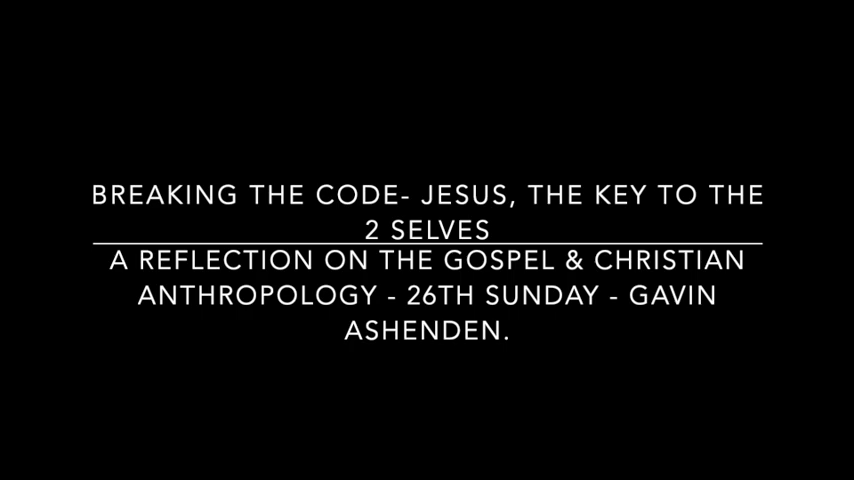 BREAKING THE CODE- JESUS, THE KEY TO THE
2 SELVES
A REFLECTION ON THE GOSPEL & CHRISTIAN
ANTHROPOLOGY - 26TH SUNDAY - GAVIN
ASHENDEN.